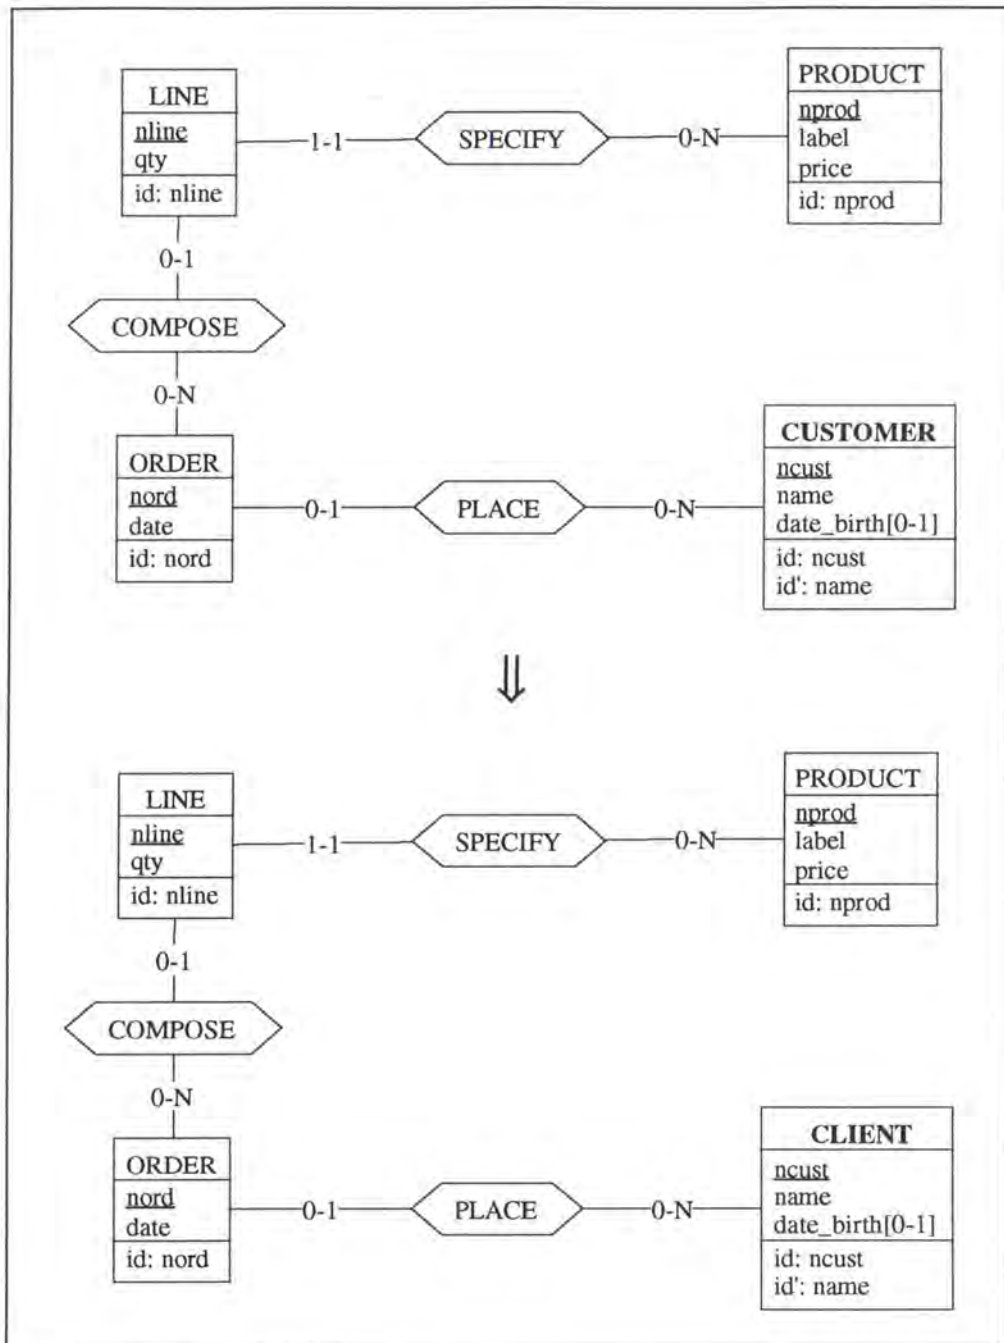 LINE
nline
qty
id: nline
1-1
SPECIFY
0-N
PRODUCT
nprod
label
price
id: nprod
0-1
COMPOSE
0-N
ORDER
nord
date
id: nord
0-1
PLACE
0-N
CUSTOMER
ncust
name
date_birth[0-1]
id: ncust
id': name
⇓
LINE
nline
qty
id: nline
1-1
SPECIFY
0-N
PRODUCT
nprod
label
price
id: nprod
0-1
COMPOSE
0-N
ORDER
nord
date
id: nord
0-1
PLACE
0-N
CLIENT
ncust
name
date_birth[0-1]
id: ncust
id': name